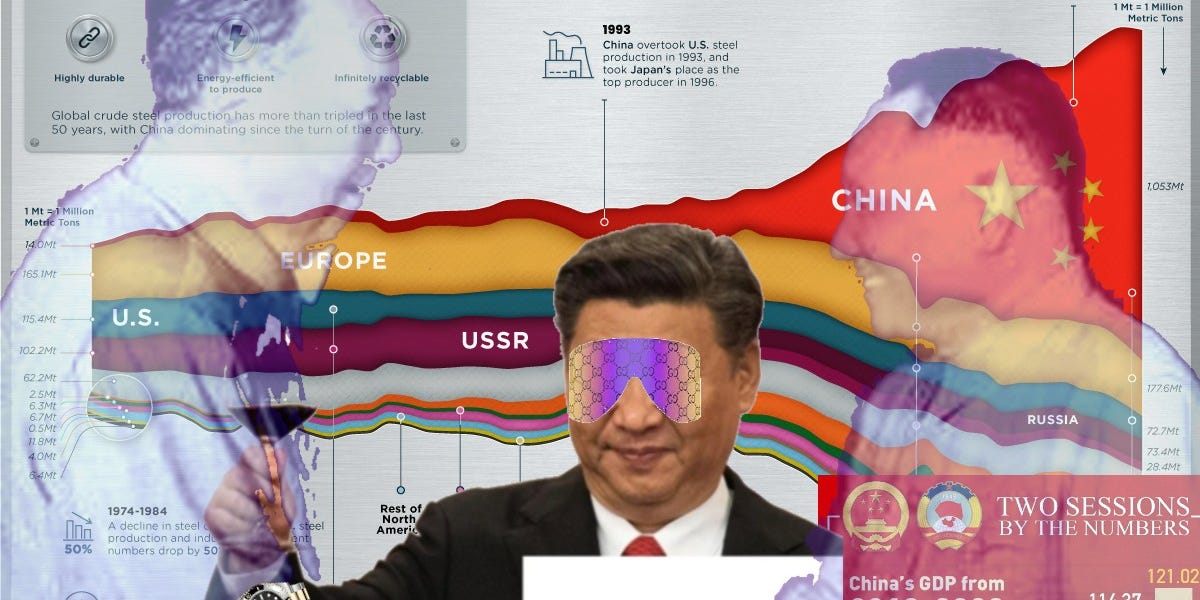 1 Mt = 1 Million
Metric Tons
1993
China overtook U.S. steel
production in 1993, and
took Japan's place as the
top producer in 1996.
Highly durable
Energy-efficient
to produce
Infinitely recyclable
Global crude steel production has more than tripled in the last
50 years, with China dominating since the turn of the century.
1,053Mt
CHINA
1 Mt = 1 Million
Metric Tons
14.0Mt
EUROPE
165.1Mt
115.4Mt
U.S.
USSR
102.2Mt
62.2Mt
2.5Mt
6.3Mt
6.7Mt
0.5Mt
11.8Mt
4.0Mt
6.4Mt
177.6Mt
RUSSIA
72.7Mt
73.4Mt
28.4Mt
Rest of
North
1974-1984
A decline in steel steel
production and
numbers drop by 50
50%
TWO SESSIONS
BY THE NUMBERS
121.02
China's GDP from
114.37